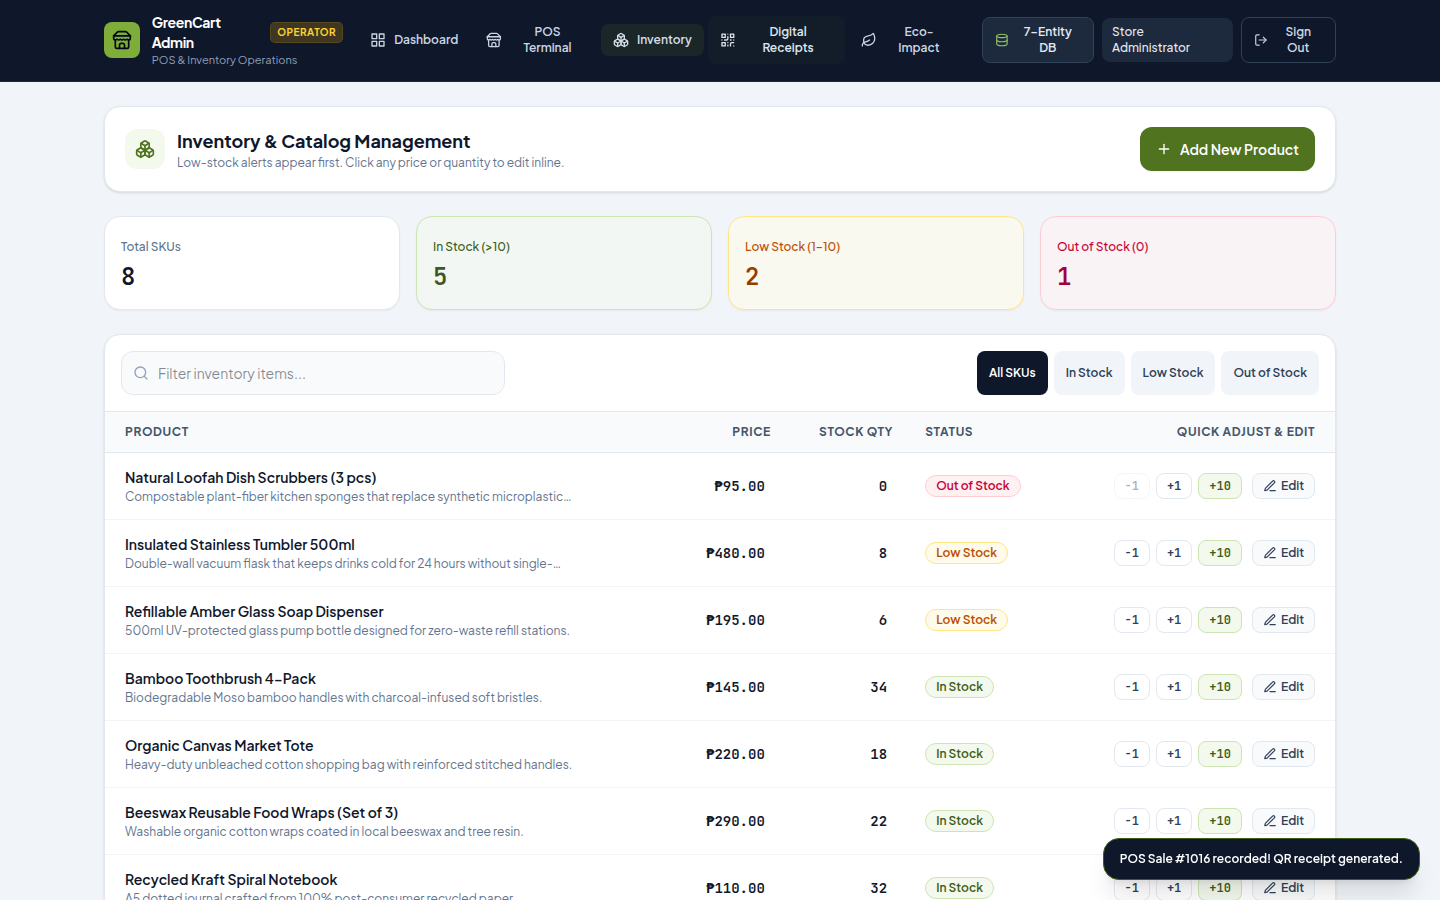 GreenCart
Admin
OPERATOR
POS & Inventory Operations
Dashboard
POS
Terminal
Inventory
Digital
Receipts
Eco-
Impact
7-Entity
DB
Store
Administrator
Sign
Out
Inventory & Catalog Management
Low-stock alerts appear first. Click any price or quantity to edit inline.
Add New Product
Total SKUs
8
In Stock (>10)
5
Low Stock (1-10)
2
Out of Stock (0)
1
Filter inventory items...
All SKUs
In Stock
Low Stock
Out of Stock
PRODUCT PRICE STOCK QTY STATUS QUICK ADJUST & EDIT
Natural Loofah Dish Scrubbers (3 pcs)
Compostable plant-fiber kitchen sponges that replace synthetic microplastic...
₱95.00 0 Out of Stock -1 +1 +10 Edit
Insulated Stainless Tumbler 500ml
Double-wall vacuum flask that keeps drinks cold for 24 hours without single-...
₱480.00 8 Low Stock -1 +1 +10 Edit
Refillable Amber Glass Soap Dispenser
500ml UV-protected glass pump bottle designed for zero-waste refill stations.
₱195.00 6 Low Stock -1 +1 +10 Edit
Bamboo Toothbrush 4-Pack
Biodegradable Moso bamboo handles with charcoal-infused soft bristles.
₱145.00 34 In Stock -1 +1 +10 Edit
Organic Canvas Market Tote
Heavy-duty unbleached cotton shopping bag with reinforced stitched handles.
₱220.00 18 In Stock -1 +1 +10 Edit
Beeswax Reusable Food Wraps (Set of 3)
Washable organic cotton wraps coated in local beeswax and tree resin.
₱290.00 22 In Stock -1 +1 +10 Edit
Recycled Kraft Spiral Notebook
A5 dotted journal crafted from 100% post-consumer recycled paper
₱110.00 32 In Stock -1 +1 +10 Edit
POS Sale #1016 recorded! QR receipt generated.